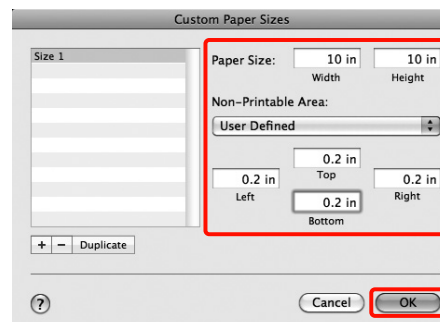 Custom Paper Sizes
Size 1
Paper Size: 10 in 10 in
Width Height
Non-Printable Area:
User Defined
0.2 in
Top
0.2 in 0.2 in
Left Right
0.2 in
Bottom
+ − Duplicate
? Cancel OK